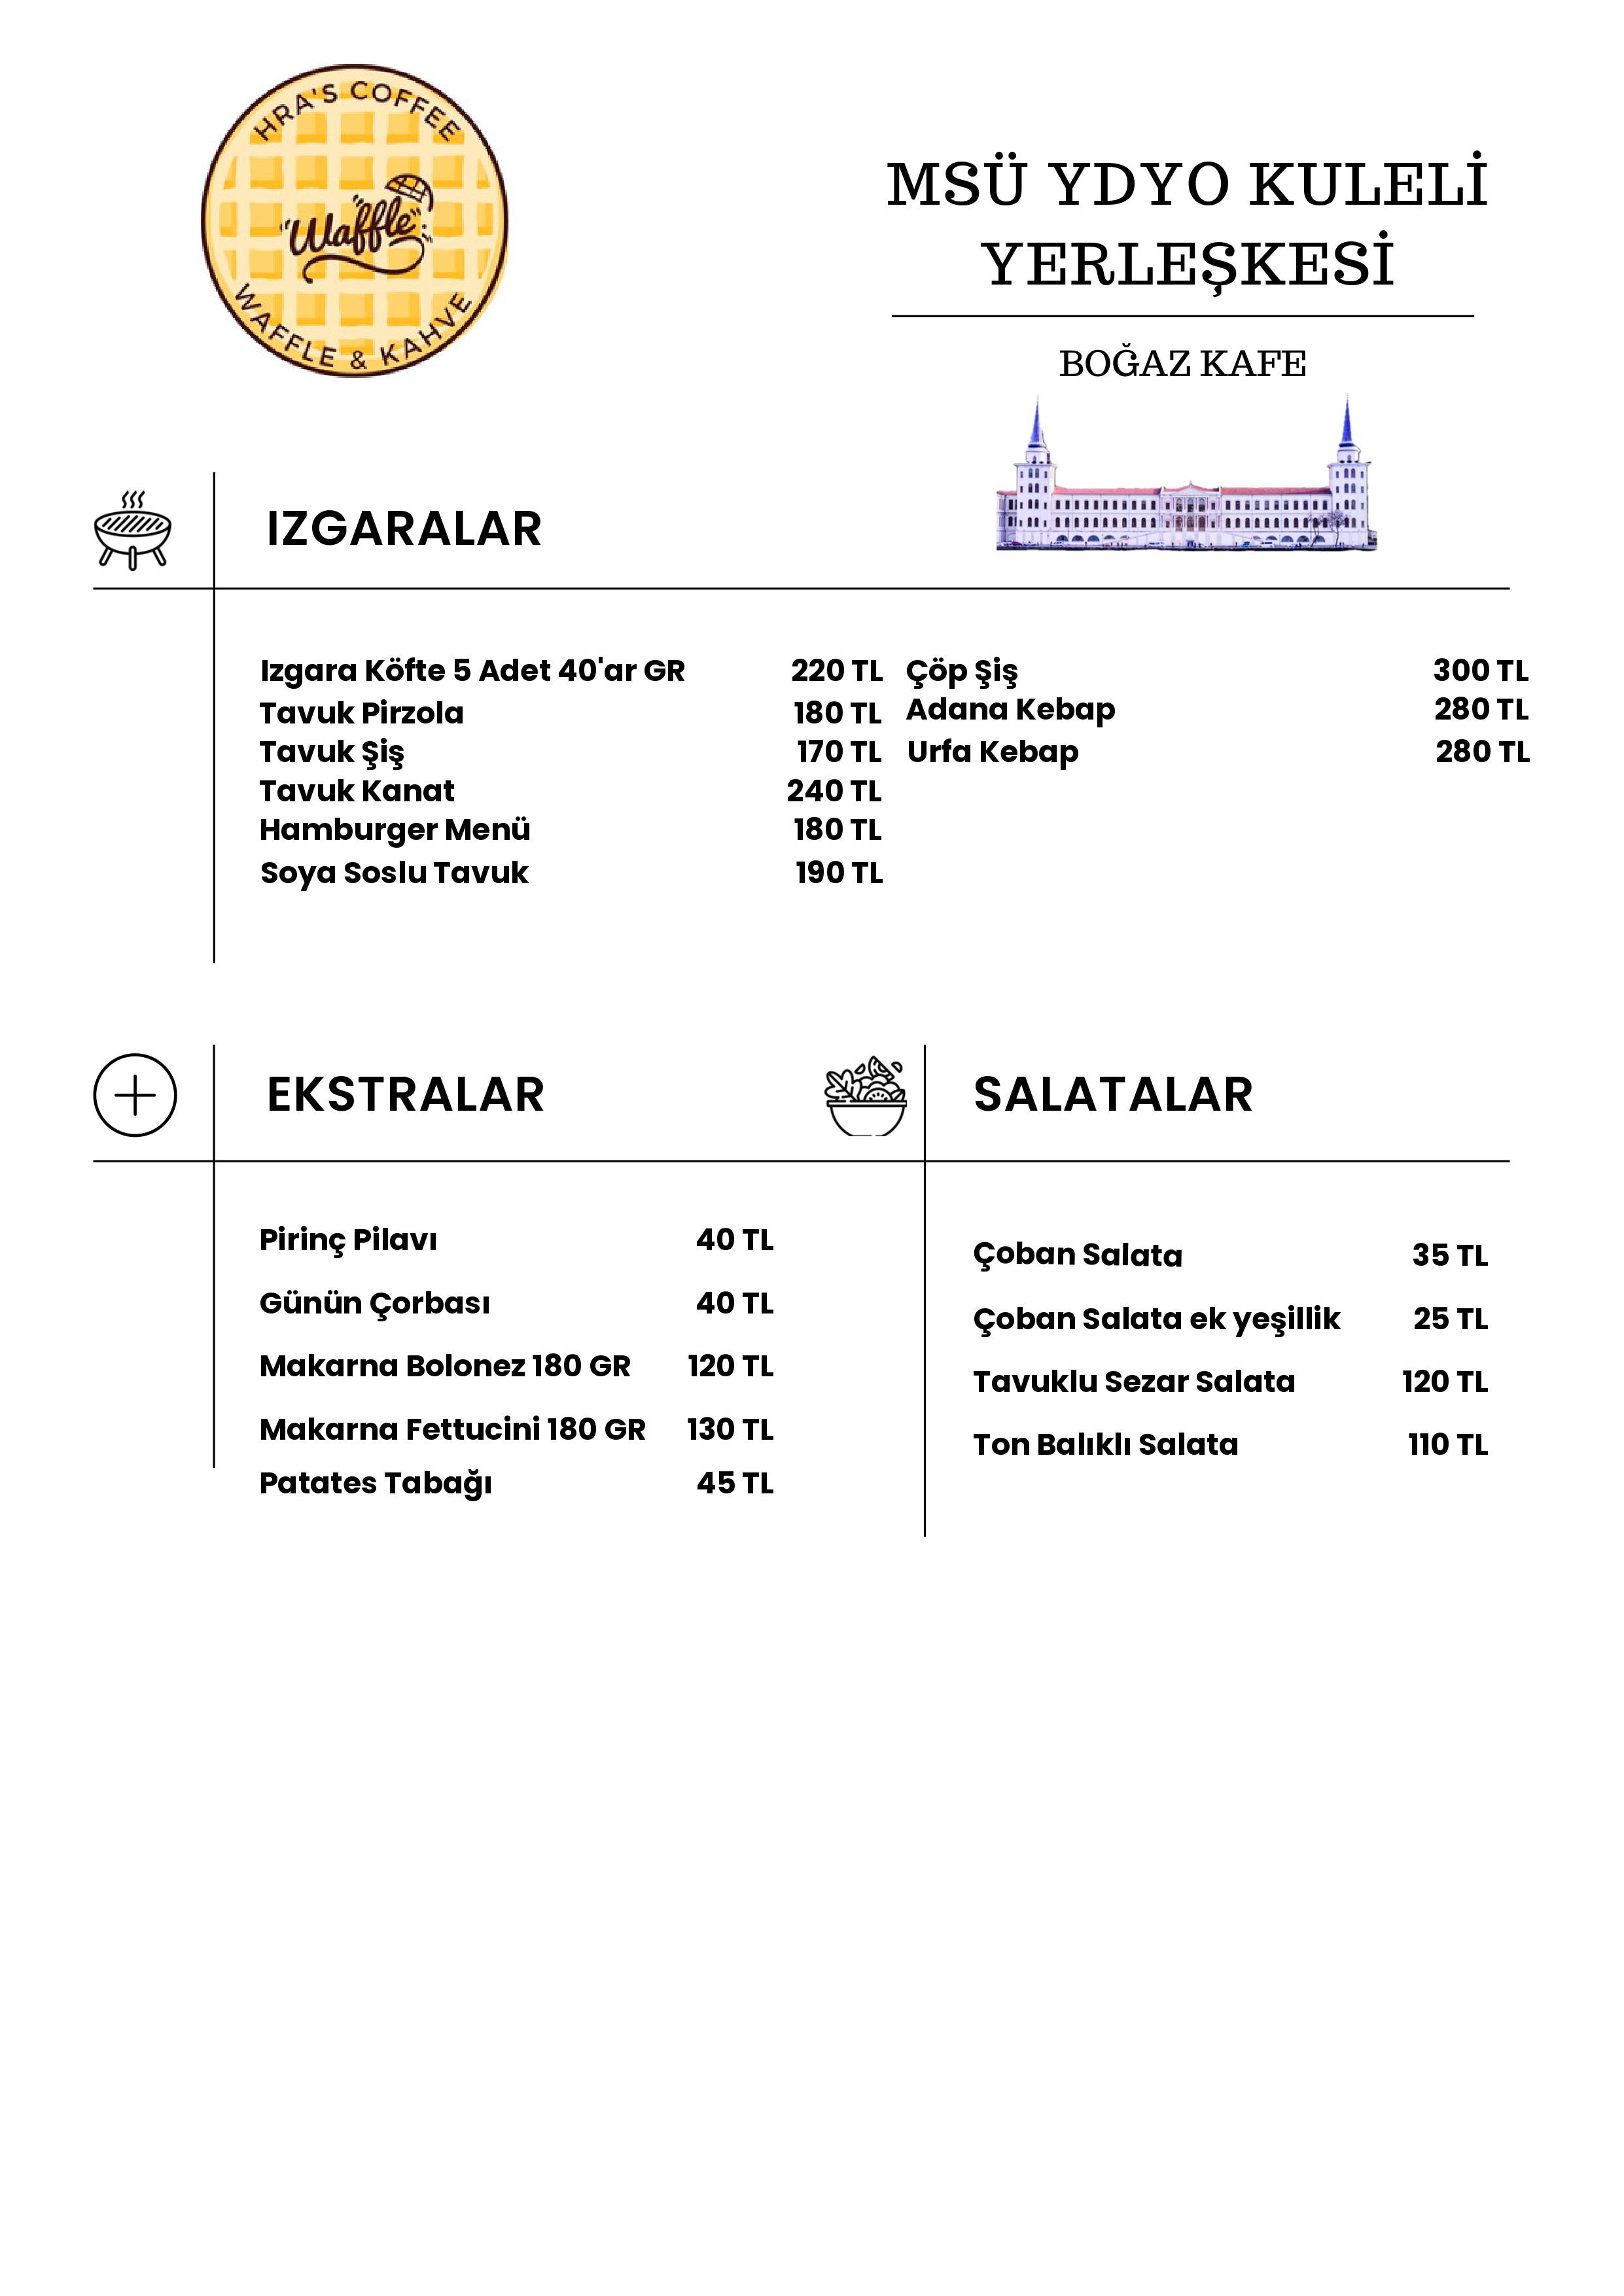 HRA'S COFFEE
Waffle
WAFFLE & KAHVE
MSÜ YDYO KULELİ
YERLEŞKESİ
BOĞAZ KAFE
IZGARALAR
Izgara Köfte 5 Adet 40'ar GR 220 TL
Tavuk Pirzola 180 TL
Tavuk Şiş 170 TL
Tavuk Kanat 240 TL
Hamburger Menü 180 TL
Soya Soslu Tavuk 190 TL
Çöp Şiş 300 TL
Adana Kebap 280 TL
Urfa Kebap 280 TL
EKSTRALAR
Pirinç Pilavı 40 TL
Günün Çorbası 40 TL
Makarna Bolonez 180 GR 120 TL
Makarna Fettucini 180 GR 130 TL
Patates Tabağı 45 TL
SALATALAR
Çoban Salata 35 TL
Çoban Salata ek yeşillik 25 TL
Tavuklu Sezar Salata 120 TL
Ton Balıklı Salata 110 TL